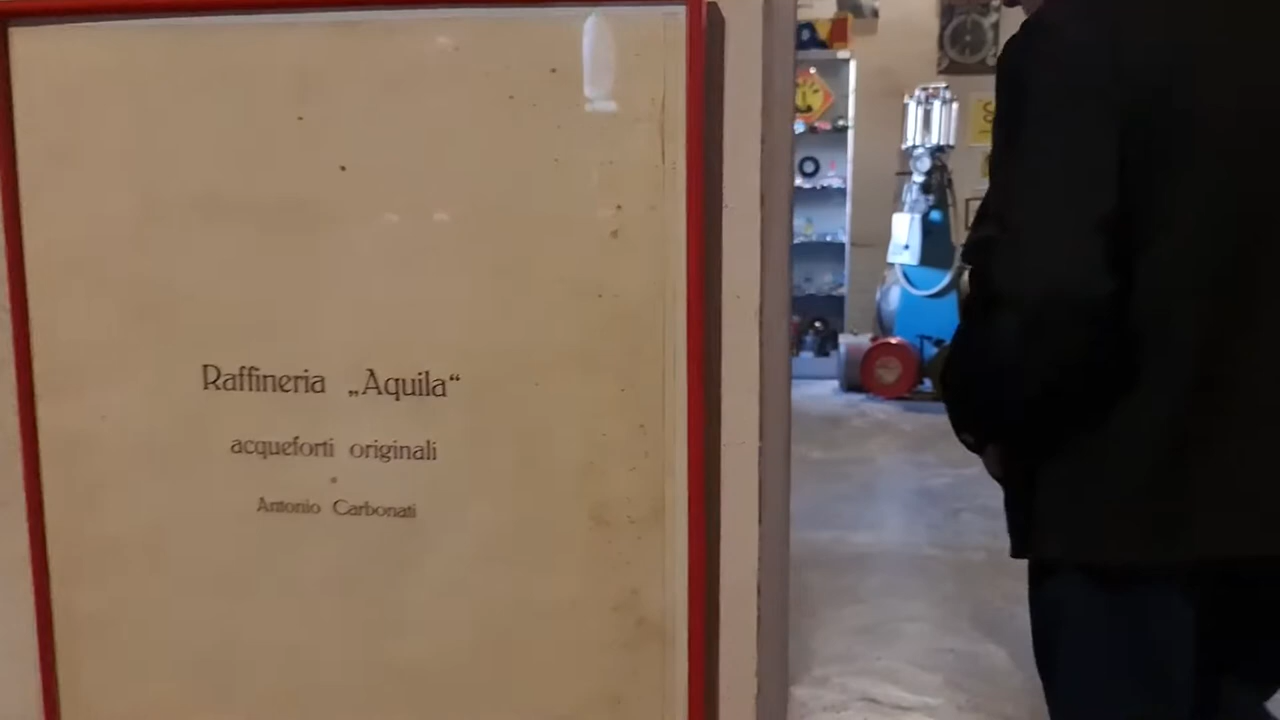 Raffineria „Aquila“
acqueforti originali
Antonio Carbonati